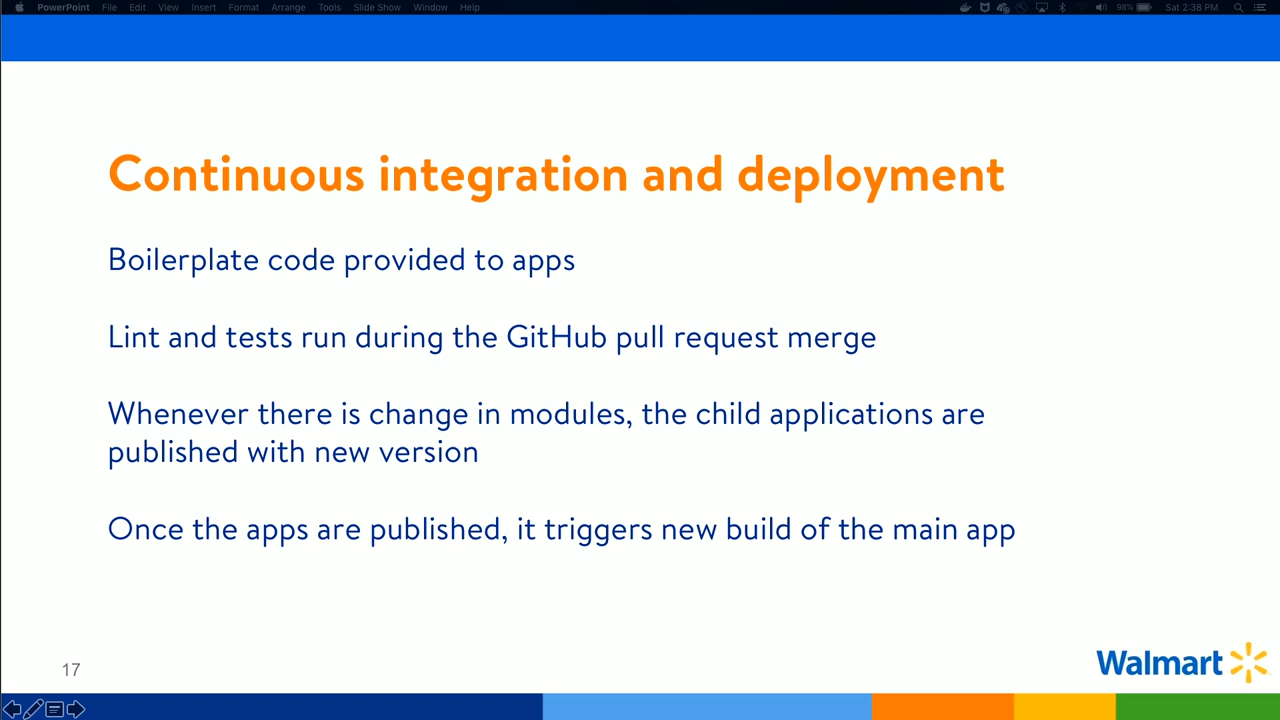 PowerPoint File Edit View Insert Format Arrange Tools Slide Show Window Help 98% Sat 2:38 PM
Continuous integration and deployment
Boilerplate code provided to apps
Lint and tests run during the GitHub pull request merge
Whenever there is change in modules, the child applications are
published with new version
Once the apps are published, it triggers new build of the main app
17
Walmart